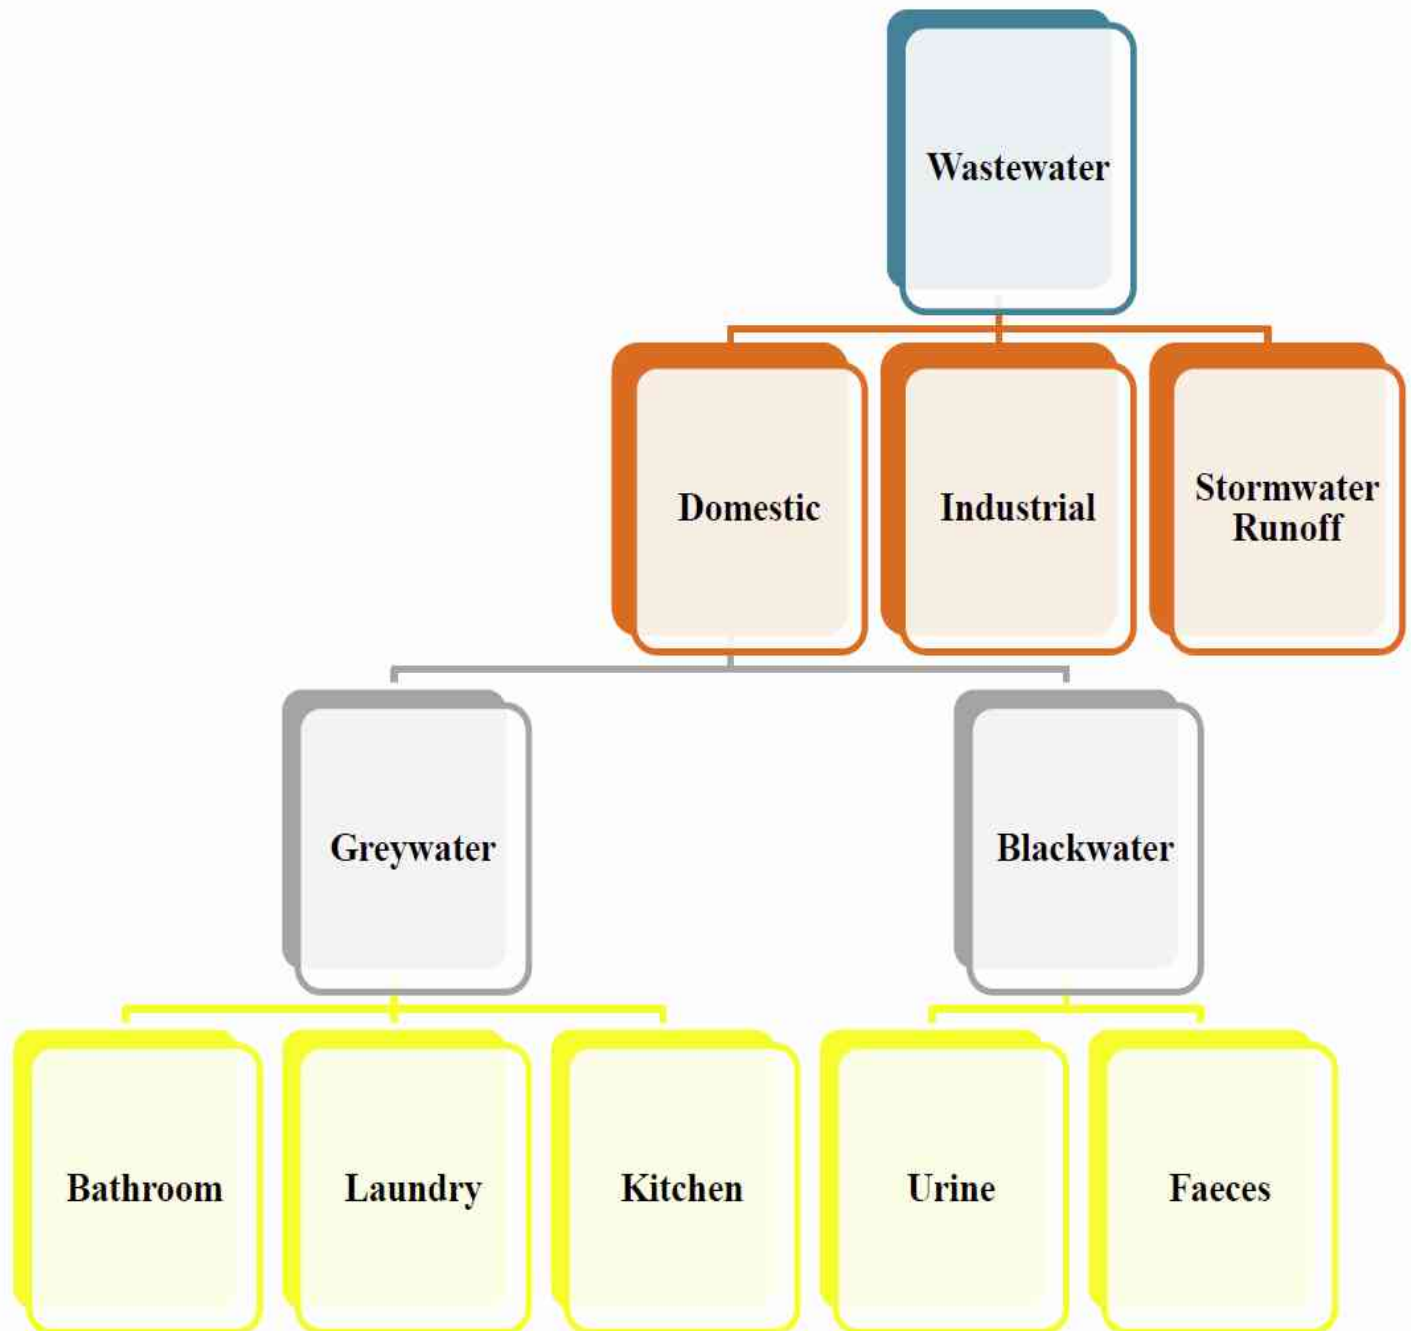 Wastewater
Domestic
Industrial
Stormwater
Runoff
Greywater
Blackwater
Bathroom
Laundry
Kitchen
Urine
Faeces